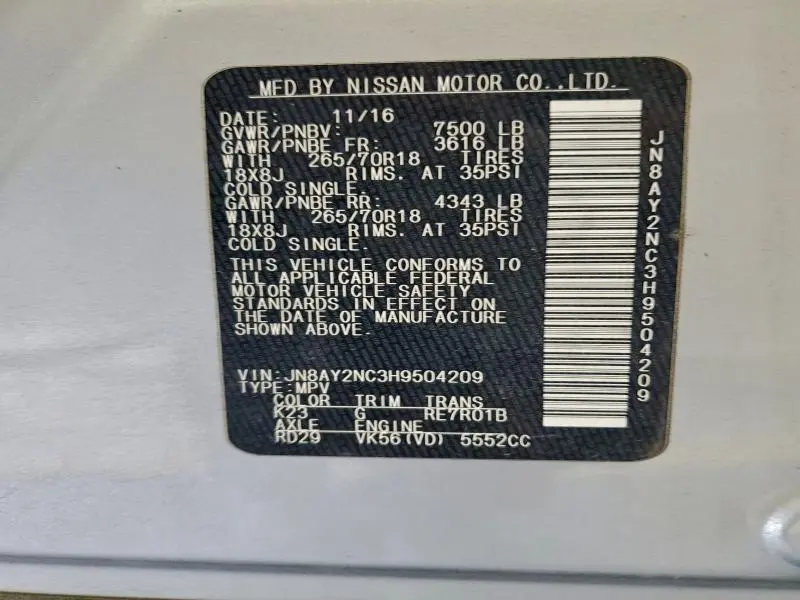 MFD BY NISSAN MOTOR CO.,LTD.
DATE: 11/16
GVWR/PNBV: 7500 LB
GAWR/PNBE FR: 3616 LB
WITH 265/70R18 TIRES
18X8J RIMS. AT 35PSI
COLD SINGLE.
GAWR/PNBE RR: 4343 LB
WITH 265/70R18 TIRES
18X8J RIMS. AT 35PSI
COLD SINGLE.
THIS VEHICLE CONFORMS TO
ALL APPLICABLE FEDERAL
MOTOR VEHICLE SAFETY
STANDARDS IN EFFECT ON
THE DATE OF MANUFACTURE
SHOWN ABOVE.
VIN: JN8AY2NC3H9504209
TYPE: MPV
COLOR TRIM TRANS
K23 G RE7R01B
AXLE ENGINE
RD29 VK56(VD) 5552CC
JN8AY2NC3H9504209